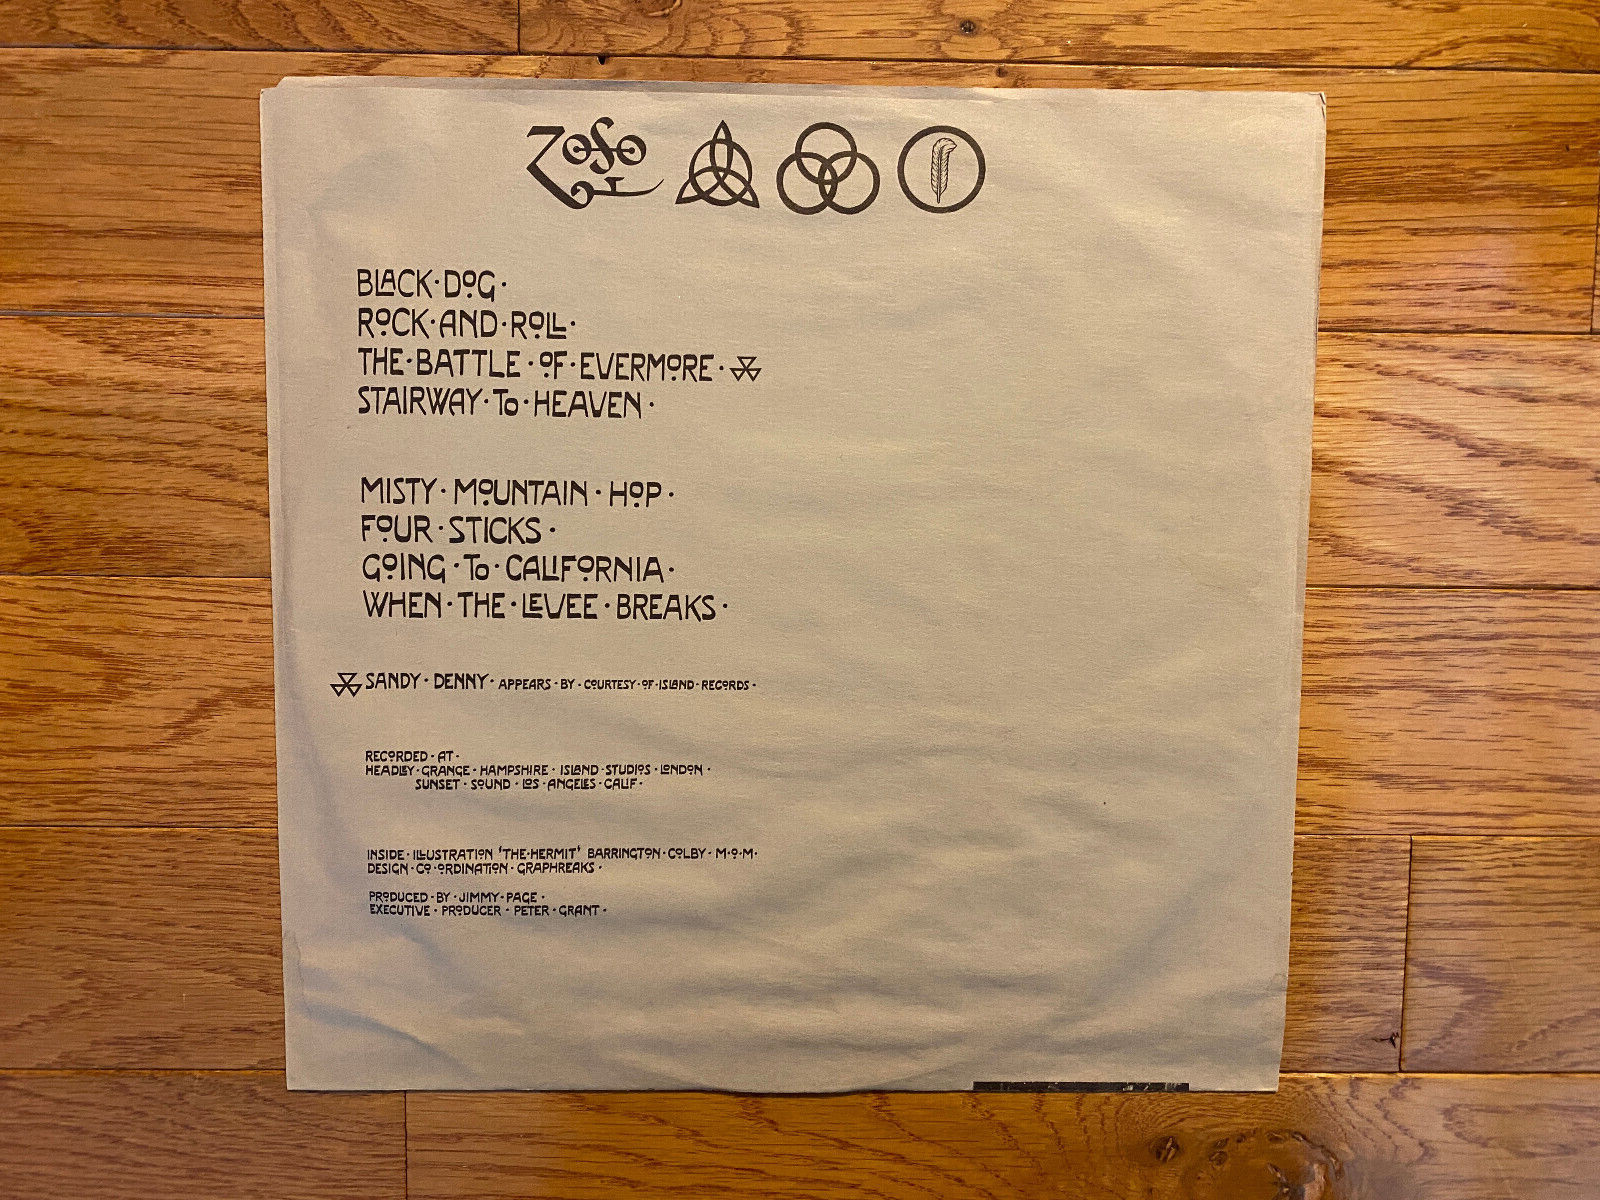 ZOSO
BLACK·DOG·
ROCK·AND·ROLL·
THE·BATTLE·OF·EVERMORE·
STAIRWAY·TO·HEAVEN·
MISTY·MOUNTAIN·HOP·
FOUR·STICKS·
GOING·TO·CALIFORNIA·
WHEN·THE·LEVEE·BREAKS·
SANDY·DENNY·APPEARS·BY·COURTESY·OF·ISLAND·RECORDS·
RECORDED·AT·
HEADLEY·GRANGE·HAMPSHIRE·ISLAND·STUDIOS·LONDON·
SUNSET·SOUND·LOS·ANGELES·CALIF·
INSIDE·ILLUSTRATION 'THE·HERMIT' BARRINGTON·COLBY·M·O·M·
DESIGN·CO·ORDINATION·GRAPHREAKS·
PRODUCED·BY·JIMMY·PAGE·
EXECUTIVE·PRODUCER·PETER·GRANT·